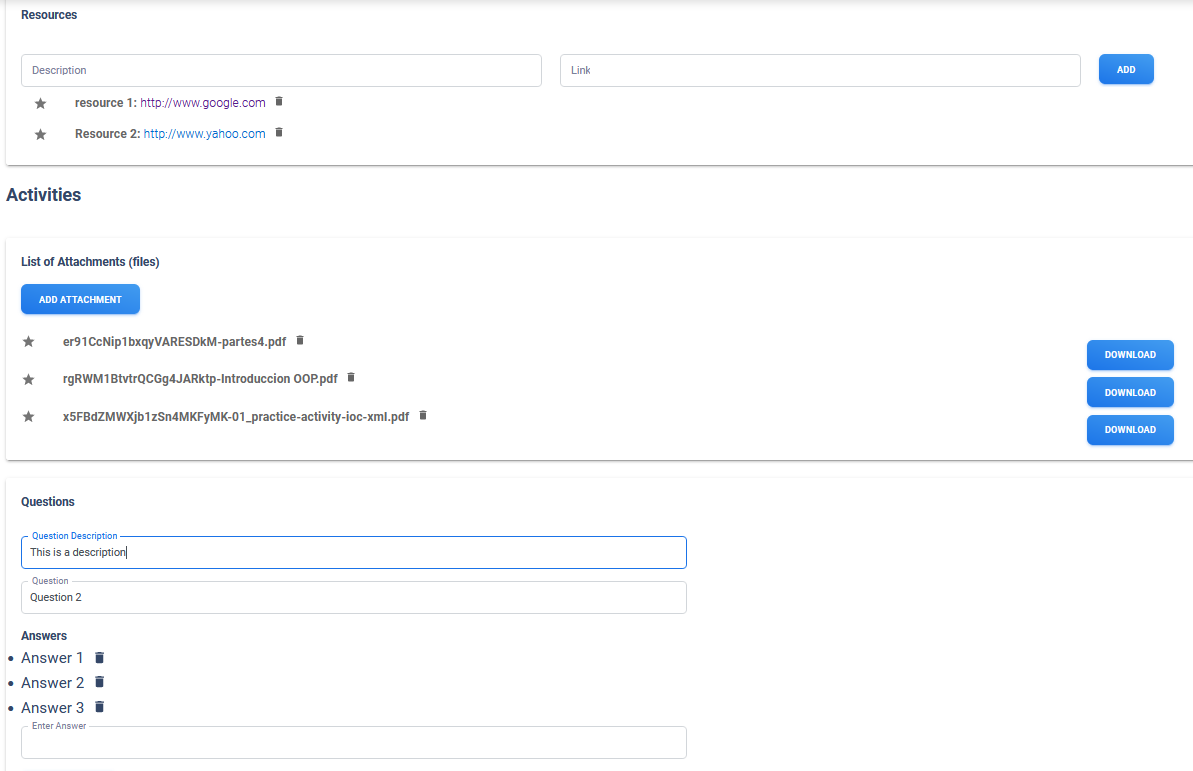 Resources
Description Link ADD
resource 1: http://www.google.com
Resource 2: http://www.yahoo.com
Activities
List of Attachments (files)
ADD ATTACHMENT
er91CcNip1bxqyVARESDkM-partes4.pdf DOWNLOAD
rgRWM1BtvtrQCGg4JARktp-Introduccion OOP.pdf DOWNLOAD
x5FBdZMWXjb1zSn4MKFyMK-01_practice-activity-ioc-xml.pdf DOWNLOAD
Questions
Question Description
This is a description
Question
Question 2
Answers
• Answer 1
• Answer 2
• Answer 3
Enter Answer